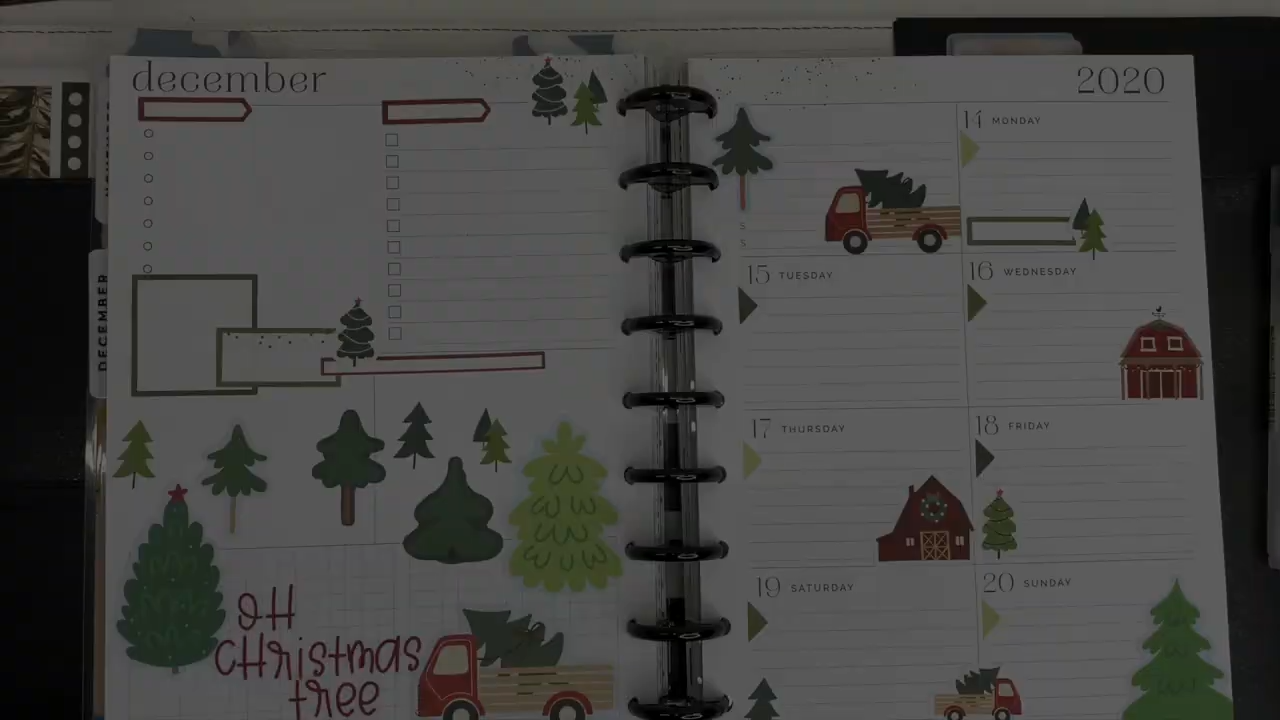 december
DECEMBER
OH
CHristmas
tree
2020
14 MONDAY
S
S
15 TUESDAY
16 WEDNESDAY
17 THURSDAY
18 FRIDAY
19 SATURDAY
20 SUNDAY